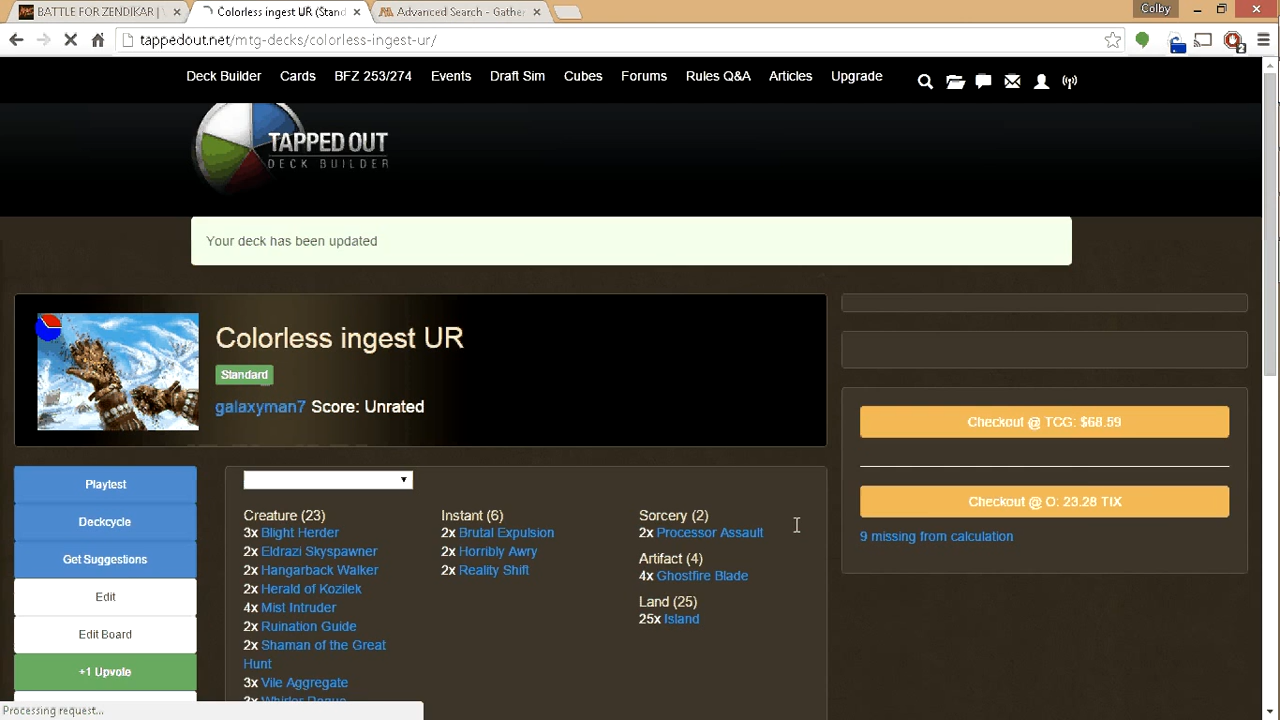 BATTLE FOR ZENDIKAR |
Colorless ingest UR (Stand
Advanced Search - Gathe
Colby
tappedout.net/mtg-decks/colorless-ingest-ur/
2
Deck Builder Cards BFZ 253/274 Events Draft Sim Cubes Forums Rules Q&A Articles Upgrade
TAPPED OUT
DECK BUILDER
Your deck has been updated
Colorless ingest UR
Standard
galaxyman7 Score: Unrated
Checkout @ TCG: $68.59
Checkout @ O: 23.28 TIX
9 missing from calculation
Playtest
Deckcycle
Get Suggestions
Edit
Edit Board
+1 Upvote
Creature (23)
3x Blight Herder
2x Eldrazi Skyspawner
2x Hangarback Walker
2x Herald of Kozilek
4x Mist Intruder
2x Ruination Guide
2x Shaman of the Great
Hunt
3x Vile Aggregate
3x Whirler Rogue
Instant (6)
2x Brutal Expulsion
2x Horribly Awry
2x Reality Shift
Sorcery (2)
2x Processor Assault
Artifact (4)
4x Ghostfire Blade
Land (25)
25x Island
Processing request...